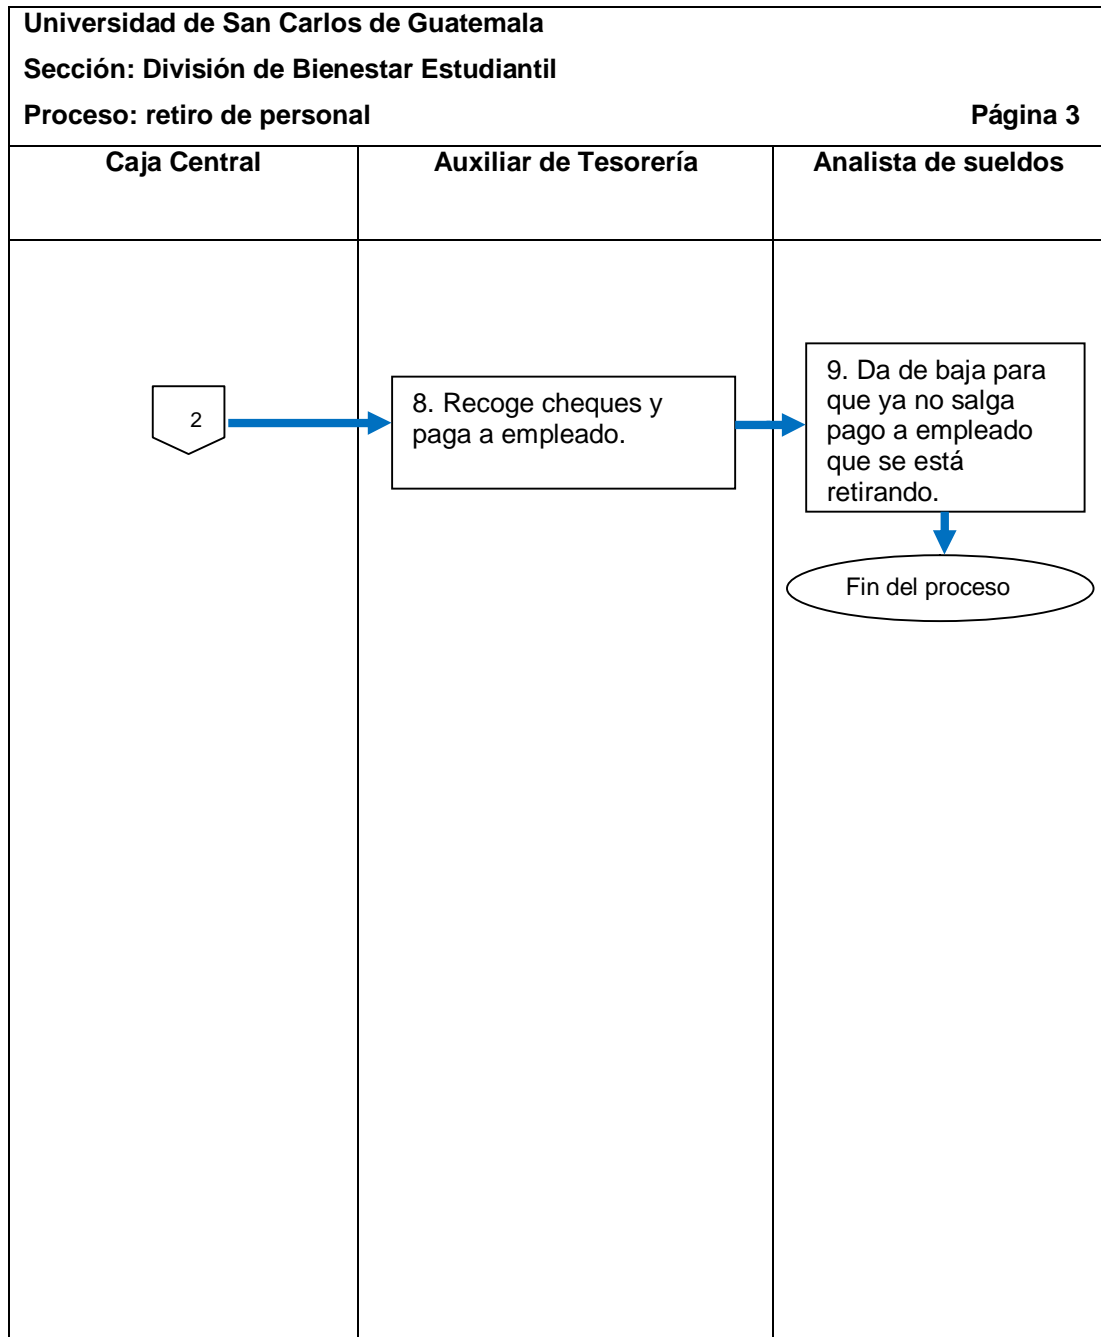 Universidad de San Carlos de Guatemala
Sección: División de Bienestar Estudiantil
Proceso: retiro de personal Página 3
Caja Central
Auxiliar de Tesorería
Analista de sueldos
2
8. Recoge cheques y
paga a empleado.
9. Da de baja para
que ya no salga
pago a empleado
que se está
retirando.
Fin del proceso